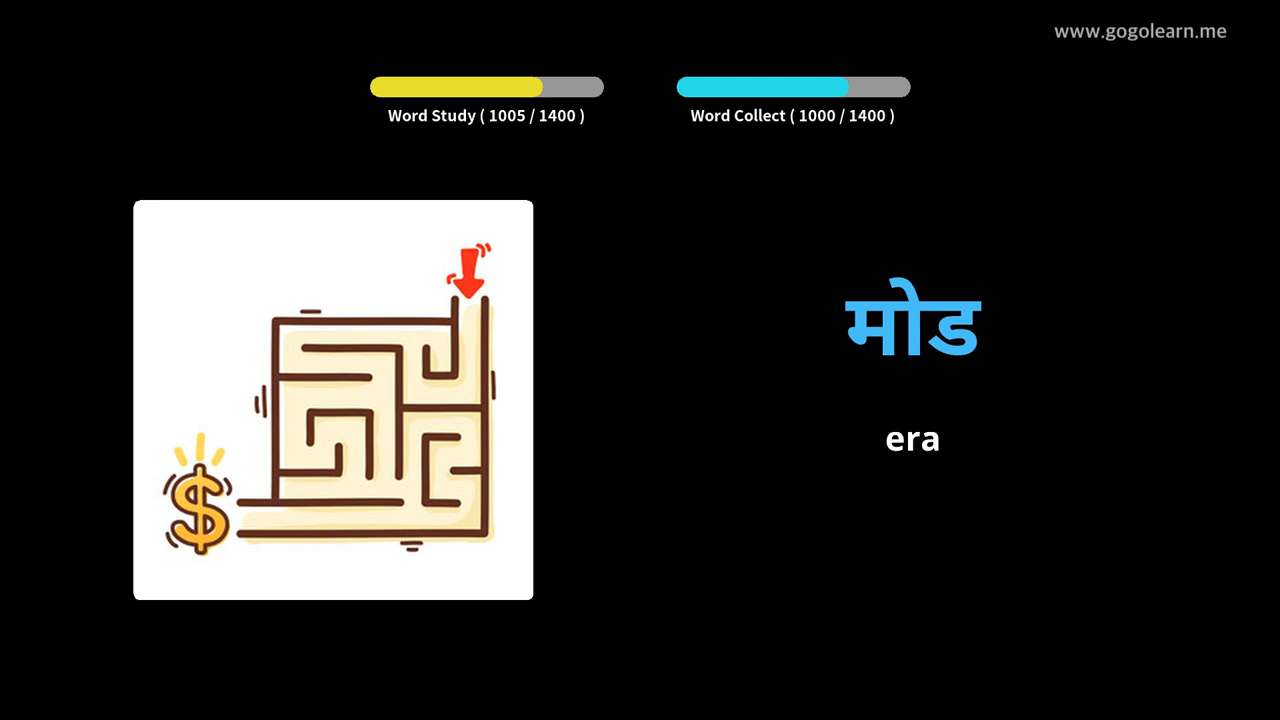 www.gogolearn.me
Word Study ( 1005 / 1400 )
Word Collect ( 1000 / 1400 )
मोड
era
$